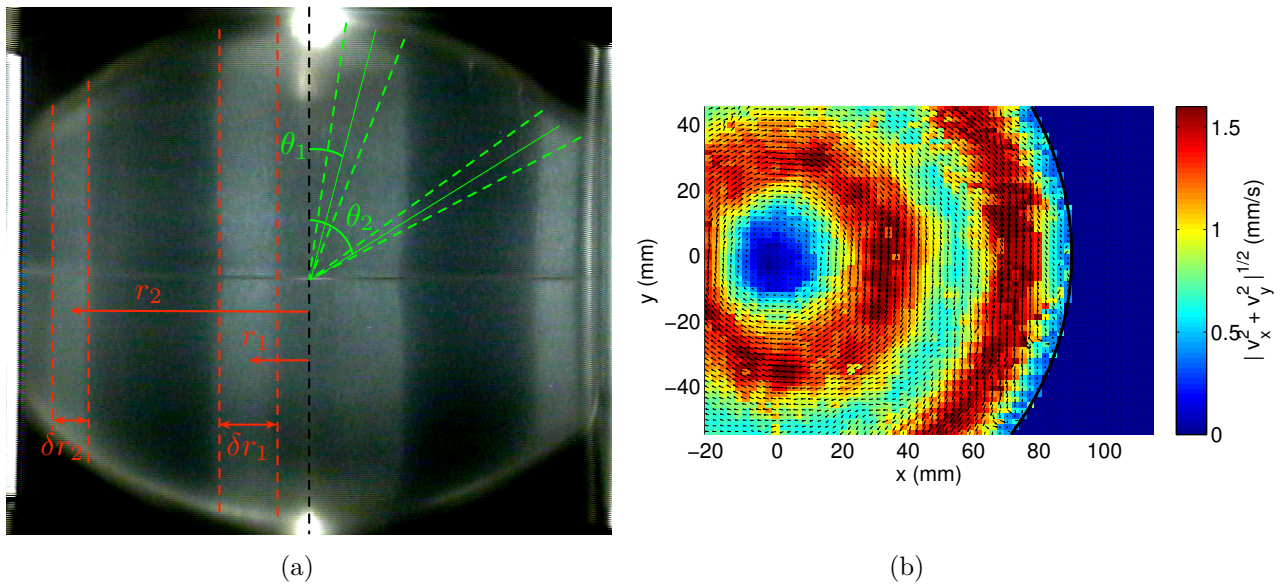 θ₁
θ₂
r₂
r₁
δr₂
δr₁
(a)
40
20
0
−20
−40
y (mm)
−20 0 20 40 60 80 100
x (mm)
1.5
1
0.5
0
| v²ₓ + v²ᵧ |^1/2 (mm/s)
(b)